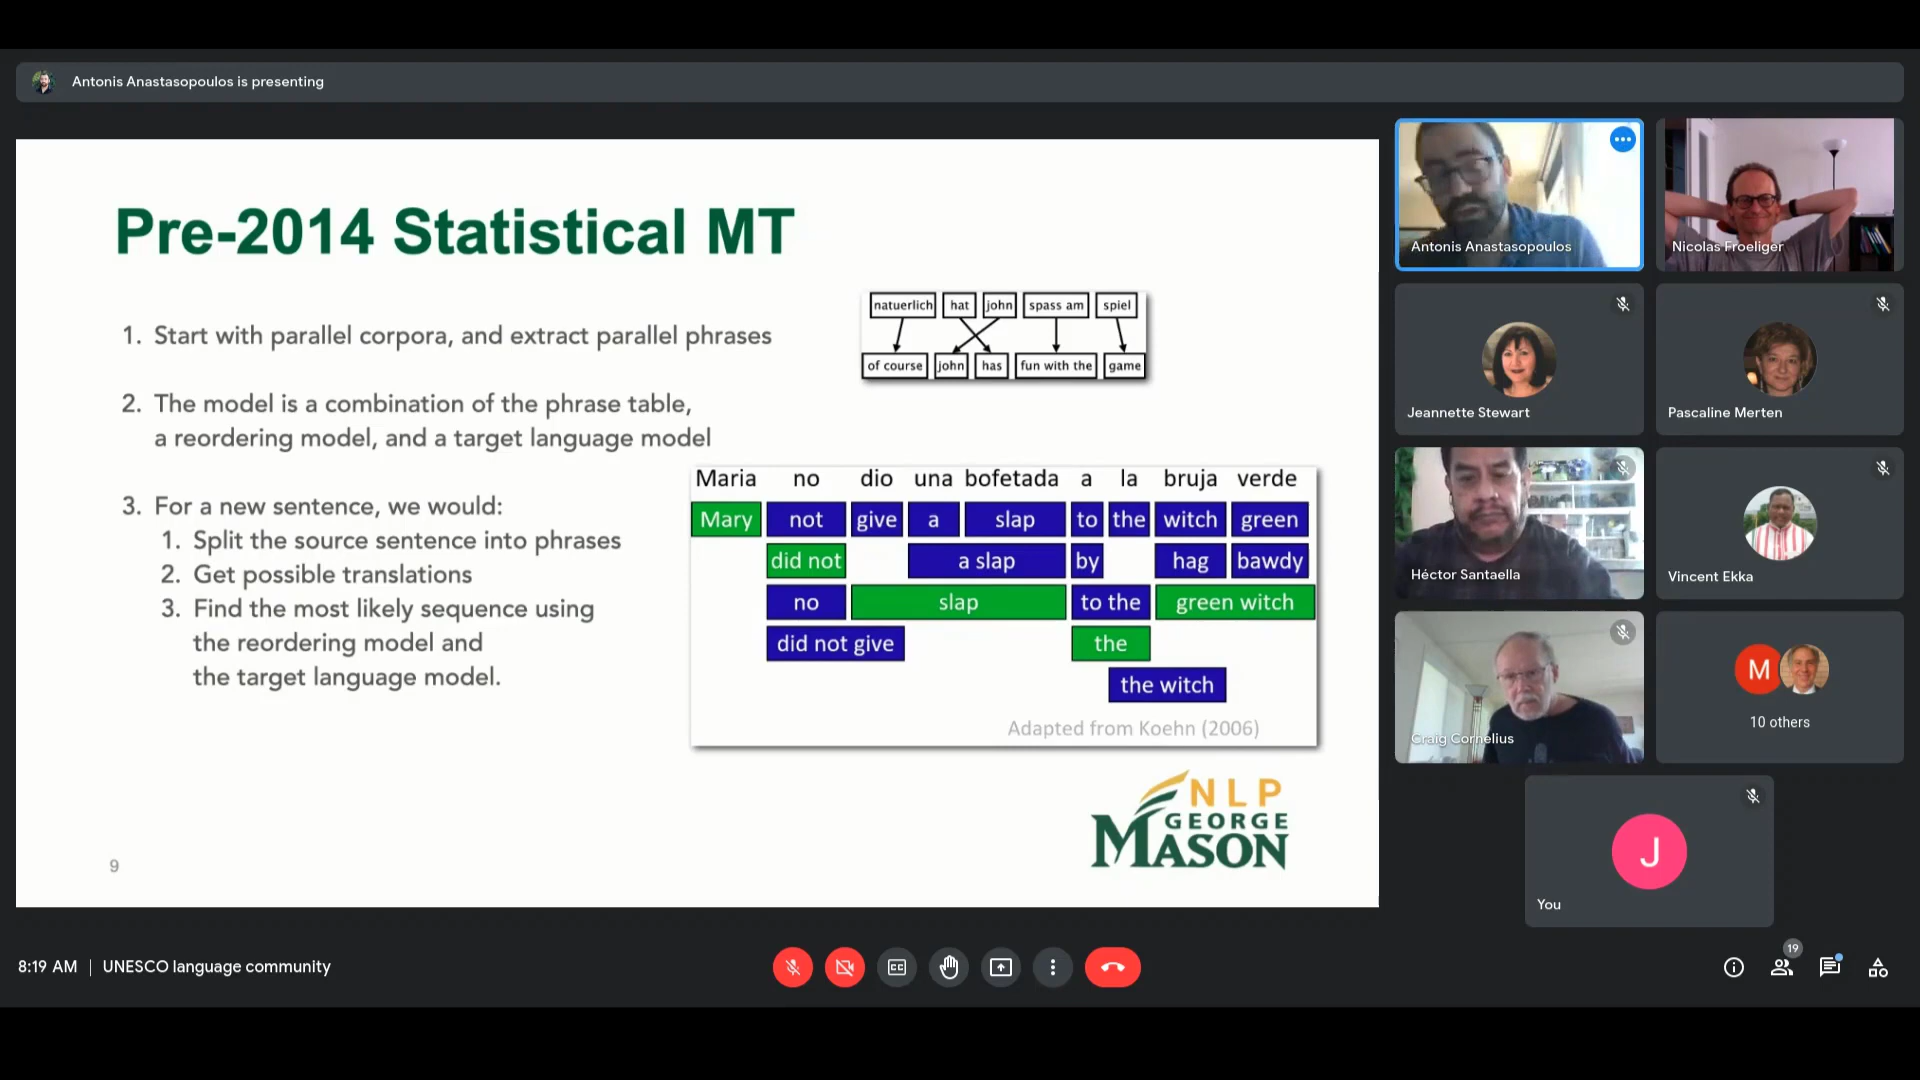 Antonis Anastasopoulos is presenting
Pre-2014 Statistical MT
1. Start with parallel corpora, and extract parallel phrases
2. The model is a combination of the phrase table,
a reordering model, and a target language model
3. For a new sentence, we would:
1. Split the source sentence into phrases
2. Get possible translations
3. Find the most likely sequence using
the reordering model and
the target language model.
natuerlich hat john spass am spiel
of course john has fun with the game
Maria no dio una bofetada a la bruja verde
Mary not give a slap to the witch green
did not a slap by hag bawdy
no slap to the green witch
did not give the
the witch
Adapted from Koehn (2006)
NLP
GEORGE
MASON
9
Antonis Anastasopoulos
Nicolas Froeliger
Jeannette Stewart
Pascaline Merten
Héctor Santaella
Vincent Ekka
Craig Cornelius
M
10 others
J
You
8:19 AM | UNESCO language community
CC
19